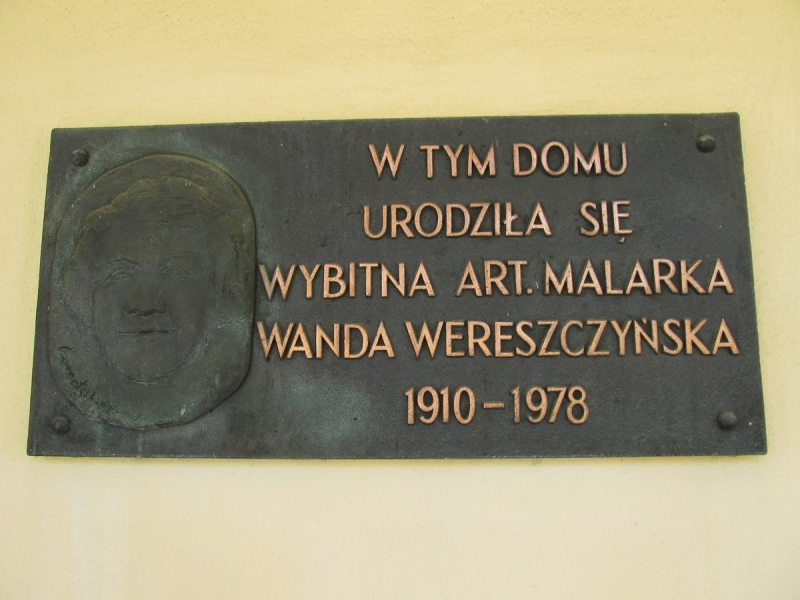 W TYM DOMU
URODZIŁA SIĘ
WYBITNA ART. MALARKA
WANDA WERESZCZYŃSKA
1910 – 1978